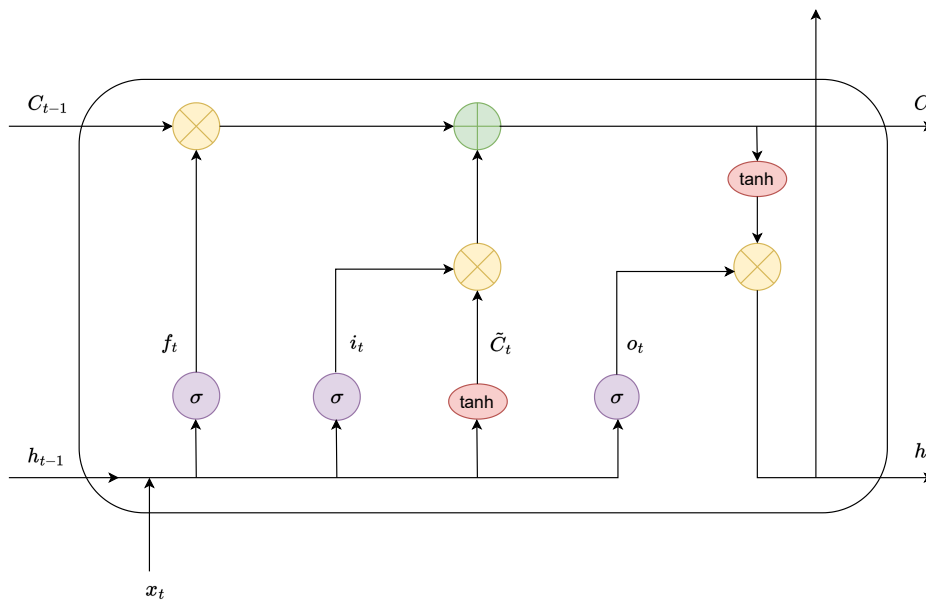 C_{t-1}
C
tanh
f_t
i_t
C̃_t
o_t
σ
σ
tanh
σ
h_{t-1}
h
x_t